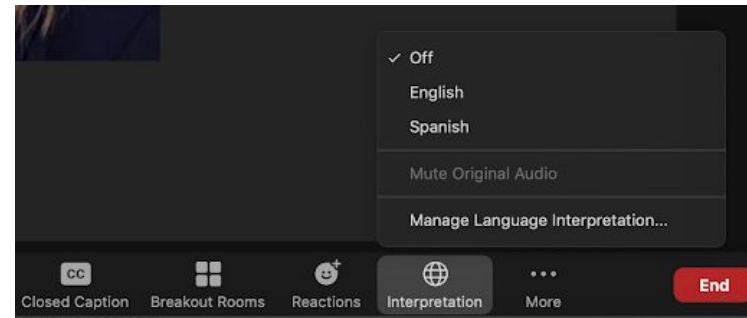 ✓ Off
English
Spanish
Mute Original Audio
Manage Language Interpretation...
CC
Closed Caption
Breakout Rooms
Reactions
Interpretation
More
End